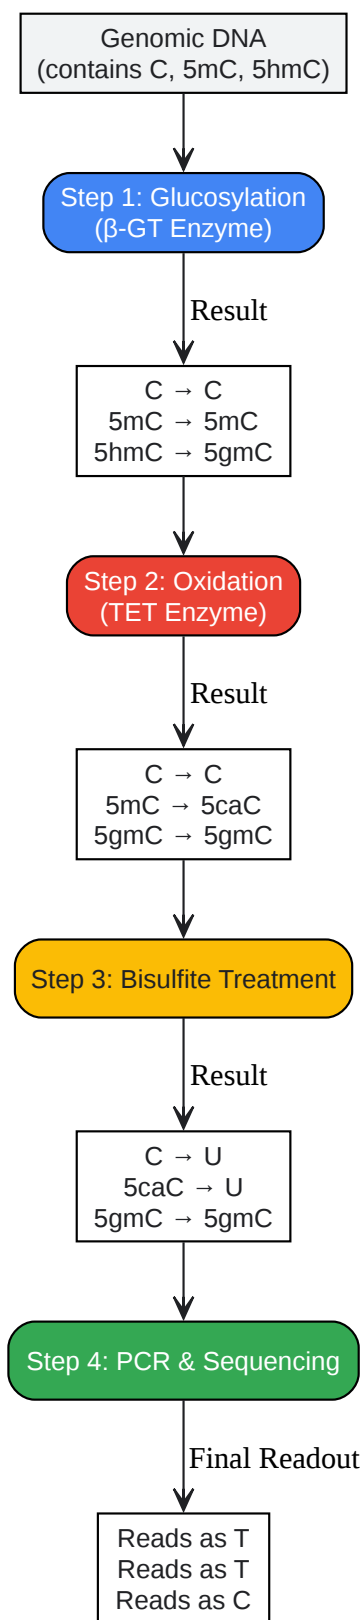 Genomic DNA
(contains C, 5mC, 5hmC)
Step 1: Glucosylation
(β-GT Enzyme)
Result
C → C
5mC → 5mC
5hmC → 5gmC
Step 2: Oxidation
(TET Enzyme)
Result
C → C
5mC → 5caC
5gmC → 5gmC
Step 3: Bisulfite Treatment
Result
C → U
5caC → U
5gmC → 5gmC
Step 4: PCR & Sequencing
Final Readout
Reads as T
Reads as T
Reads as C